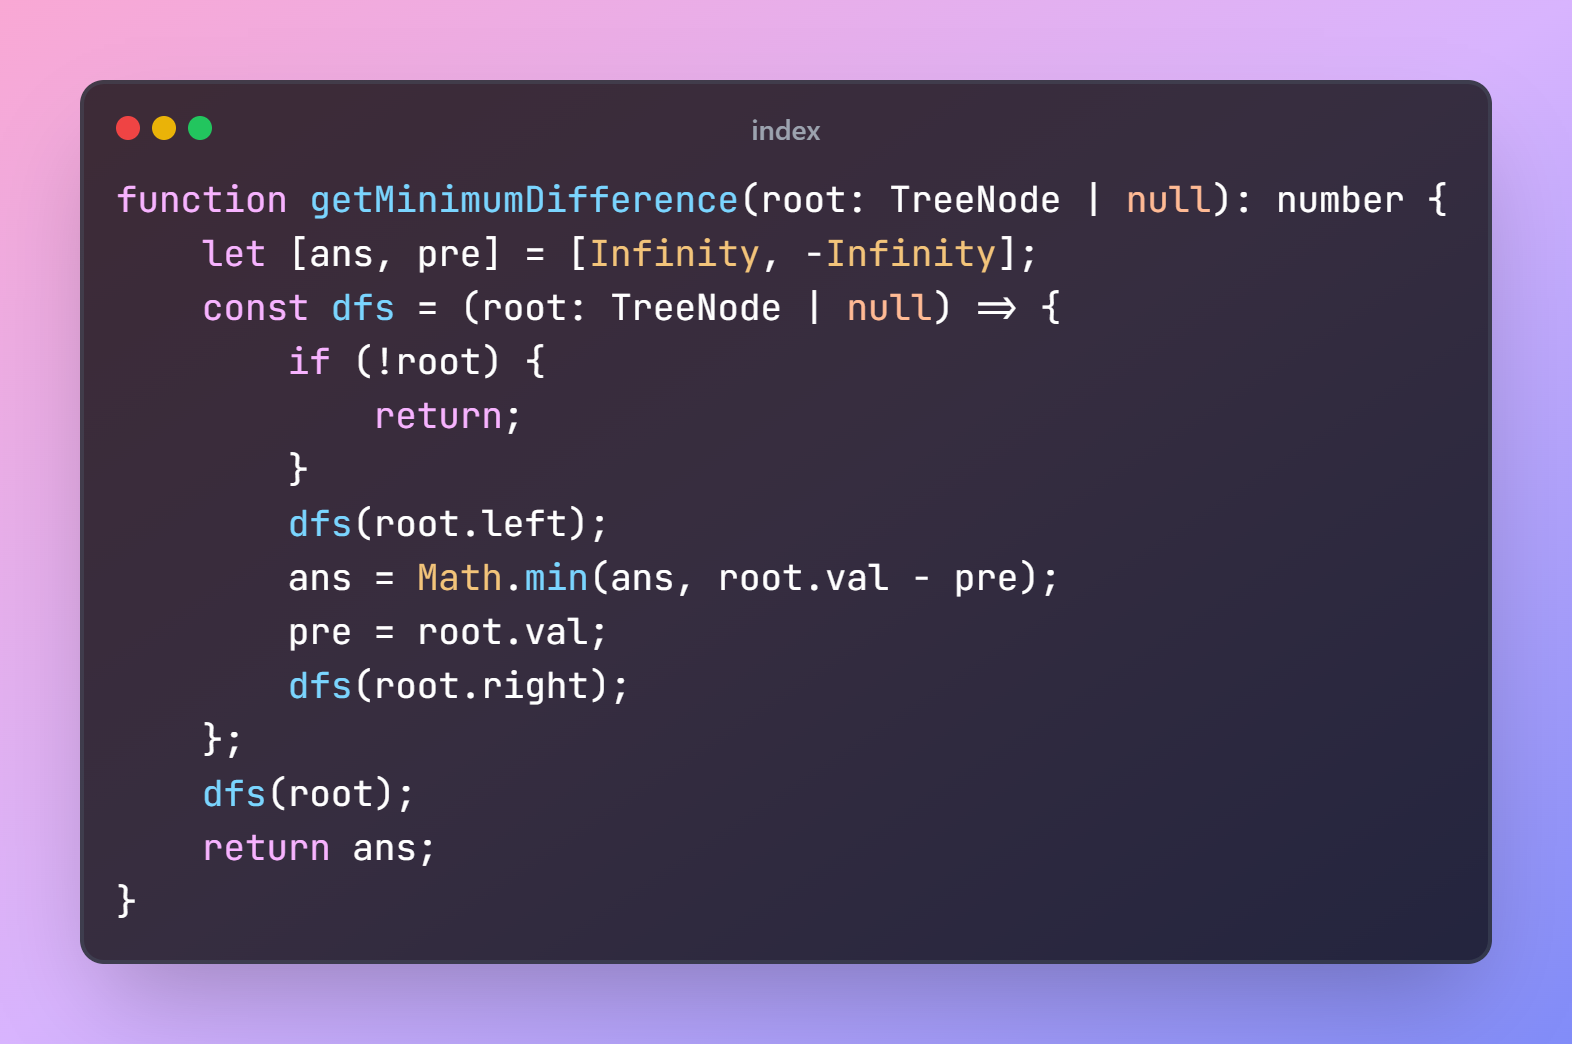 index
function getMinimumDifference(root: TreeNode | null): number {
    let [ans, pre] = [Infinity, -Infinity];
    const dfs = (root: TreeNode | null) => {
        if (!root) {
            return;
        }
        dfs(root.left);
        ans = Math.min(ans, root.val - pre);
        pre = root.val;
        dfs(root.right);
    };
    dfs(root);
    return ans;
}